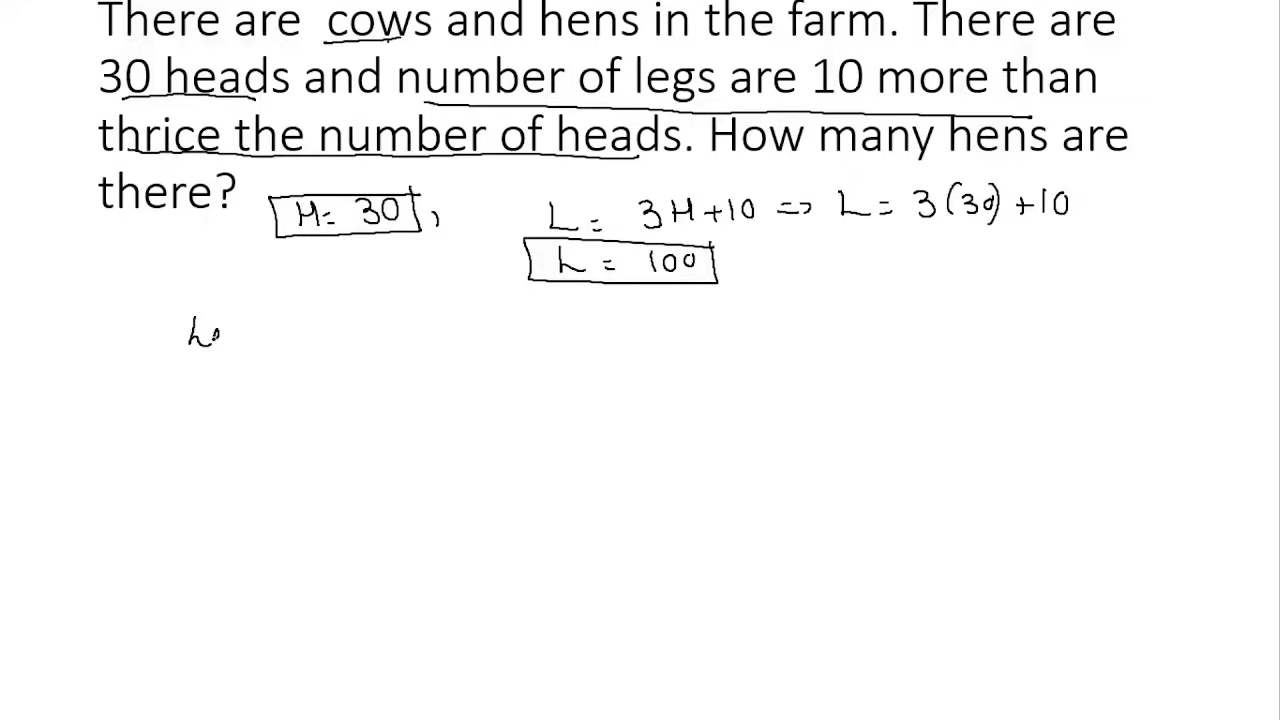 There are cows and hens in the farm. There are
30 heads and number of legs are 10 more than
thrice the number of heads. How many hens are
there? H = 30, L = 3H + 10 => L = 3(30) + 10
L = 100